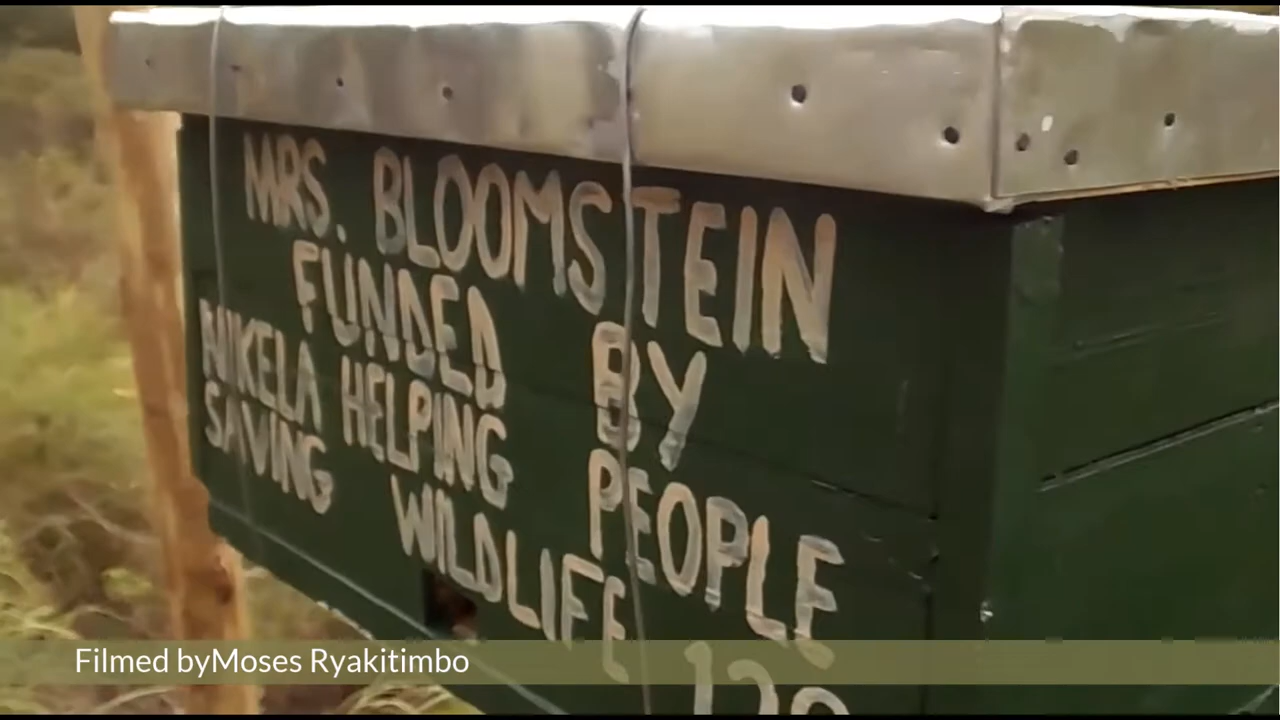 MRS. BLOOMSTEIN
FUNDED BY
NIKELA HELPING PEOPLE
SAVING WILDLIFE
Filmed byMoses Ryakitimbo